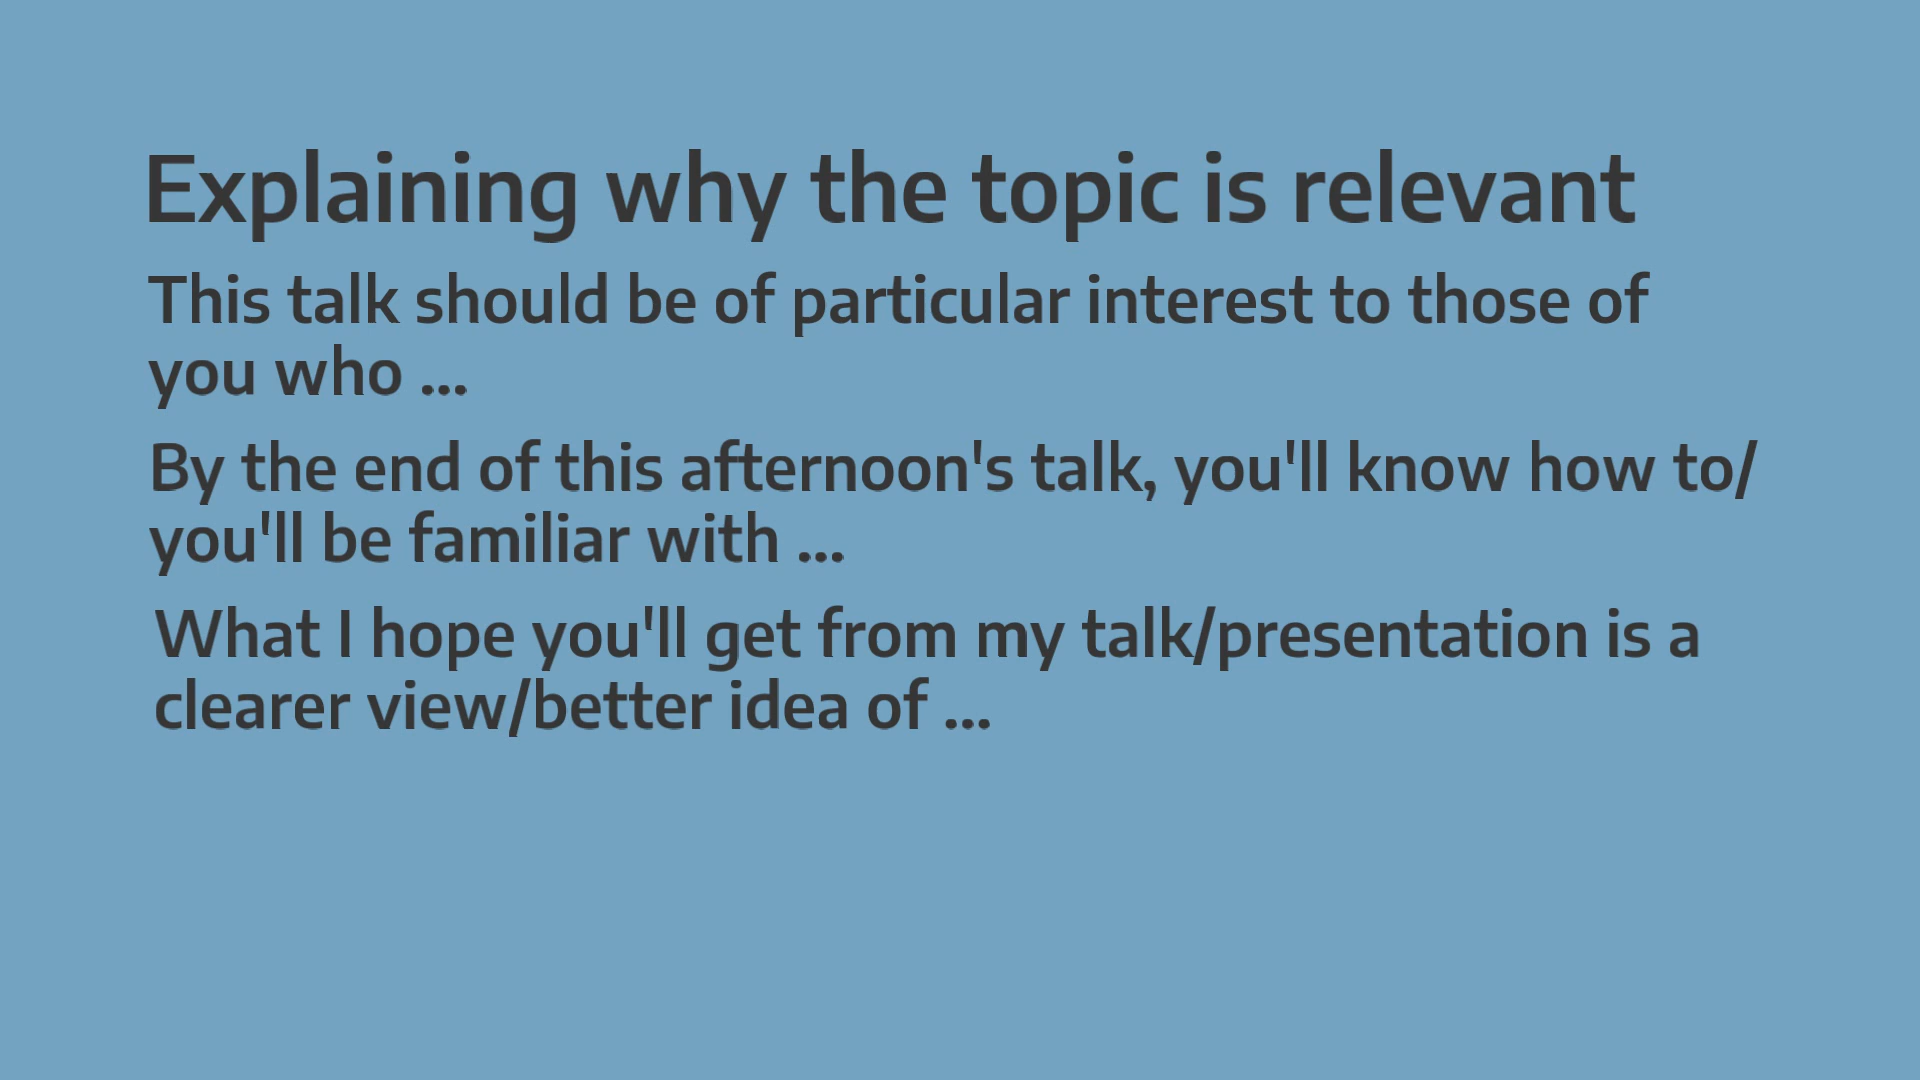 Explaining why the topic is relevant
This talk should be of particular interest to those of
you who ...
By the end of this afternoon's talk, you'll know how to/
you'll be familiar with ...
What I hope you'll get from my talk/presentation is a
clearer view/better idea of ...